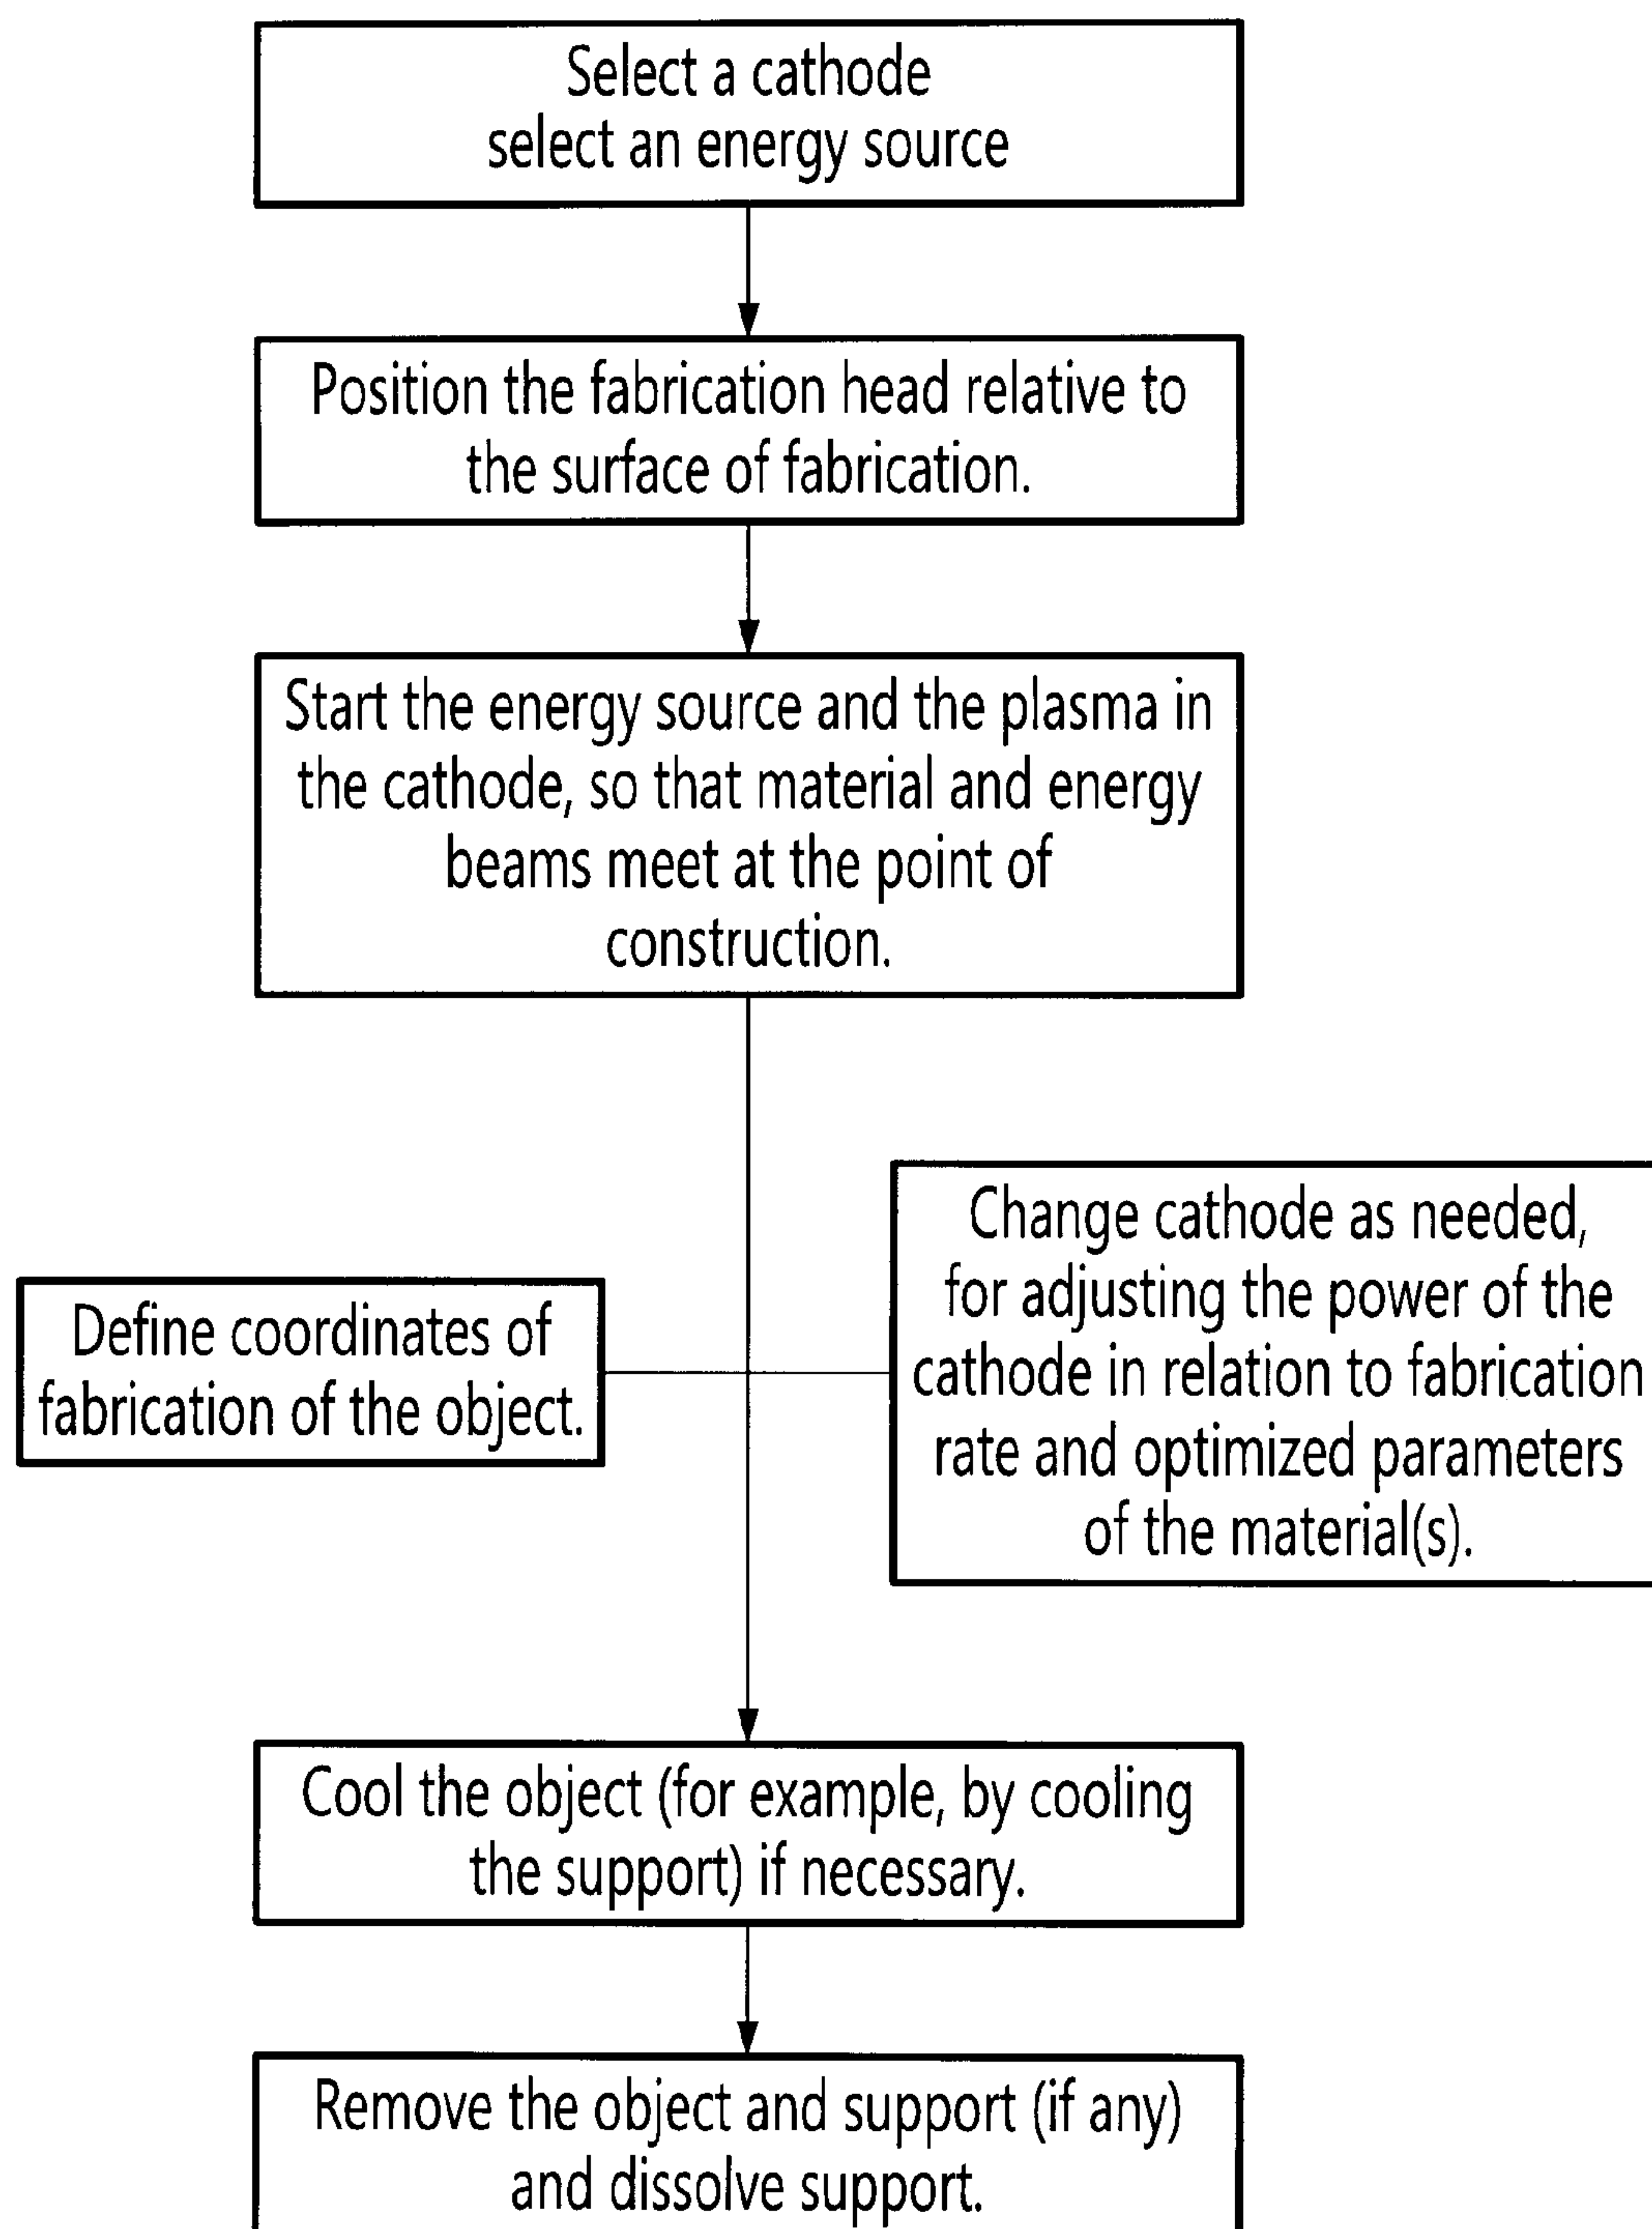 Select a cathode
select an energy source
Position the fabrication head relative to
the surface of fabrication.
Start the energy source and the plasma in
the cathode, so that material and energy
beams meet at the point of
construction.
Define coordinates of
fabrication of the object.
Change cathode as needed,
for adjusting the power of the
cathode in relation to fabrication
rate and optimized parameters
of the material(s).
Cool the object (for example, by cooling
the support) if necessary.
Remove the object and support (if any)
and dissolve support.